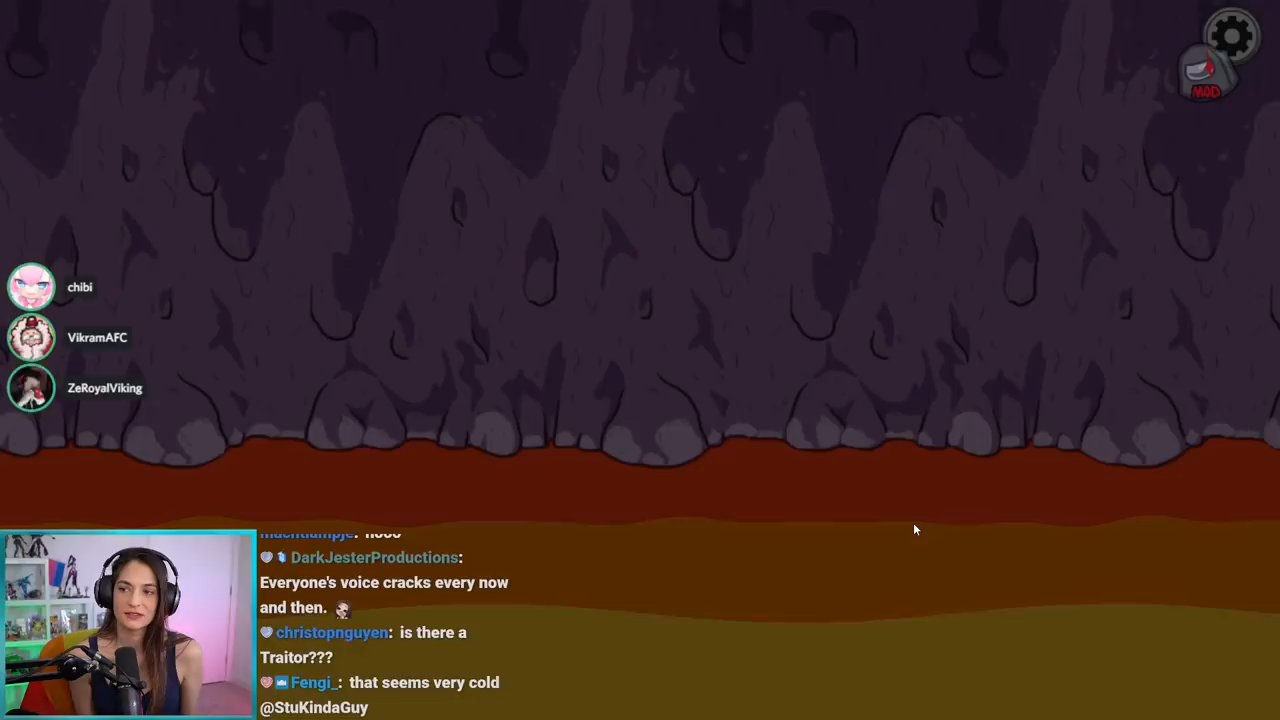 MOD
chibi
VikramAFC
ZeRoyalViking
DarkJesterProductions:
Everyone's voice cracks every now
and then.
christopnguyen: is there a
Traitor???
Fengi_: that seems very cold
@StuKindaGuy